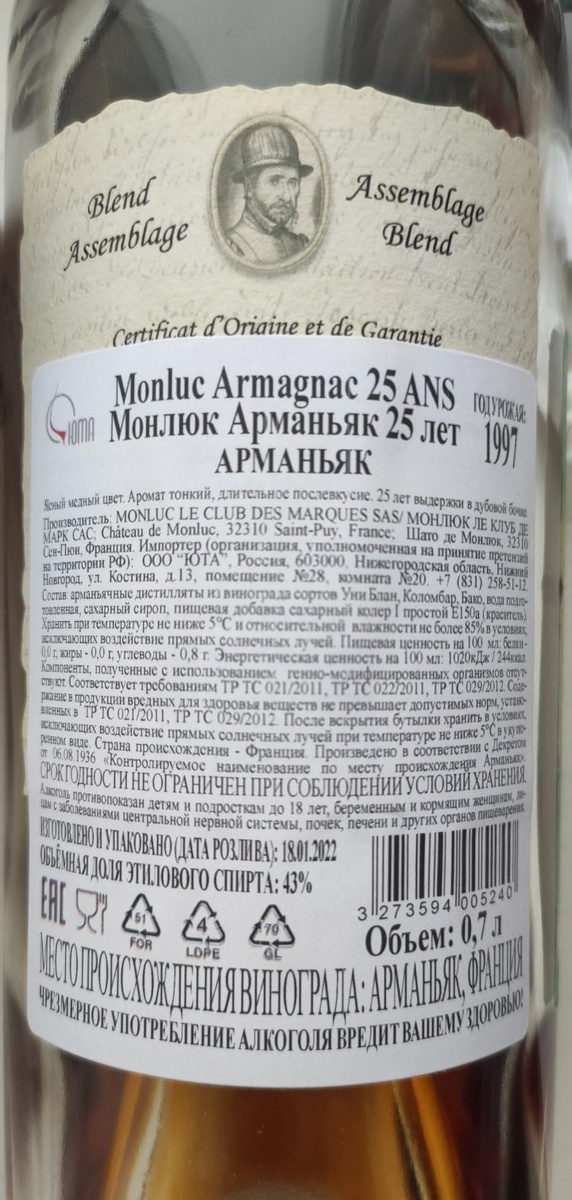 Blend
Assemblage
Assemblage
Blend
Certificat d'Origine et de Garantie
ЮТА
Monluc Armagnac 25 ANS
Монлюк Арманьяк 25 лет
АРМАНЬЯК
ГОД УРОЖАЯ:
1997
Ясный медный цвет. Аромат тонкий, длительное послевкусие. 25 лет выдержки в дубовой бочке.
Производитель: MONLUC LE CLUB DES MARQUES SAS/ МОНЛЮК ЛЕ КЛУБ ДЕ
МАРК САС; Château de Monluc, 32310 Saint-Puy, France; Шато де Монлюк, 32310
Сен-Пюи, Франция. Импортер (организация, уполномоченная на принятие претензий
на территории РФ): ООО "ЮТА", Россия, 603000, Нижегородская область, Нижний
Новгород, ул. Костина, д.13, помещение №28, комната №20. +7 (831) 258-51-12.
Состав: арманьячные дистилляты из винограда сортов Уни Блан, Коломбар, Бако, вода подго-
товленная, сахарный сироп, пищевая добавка сахарный колер I простой Е150а (краситель).
Хранить при температуре не ниже 5°С и относительной влажности не более 85% в условиях,
исключающих воздействие прямых солнечных лучей. Пищевая ценность на 100 мл: белки -
0,0 г, жиры - 0,0 г, углеводы - 0,8 г. Энергетическая ценность на 100 мл: 1020кДж / 244ккал.
Компоненты, полученные с использованием генно-модифицированных организмов отсут-
ствуют. Соответствует требованиям ТР ТС 021/2011, ТР ТС 022/2011, ТР ТС 029/2012. Соде-
ржание в продукции вредных для здоровья веществ не превышает допустимых норм, устано-
вленных в ТР ТС 021/2011, ТР ТС 029/2012. После вскрытия бутылки хранить в условиях,
исключающих воздействие прямых солнечных лучей при температуре не ниже 5°С в укупо-
ренном виде. Страна происхождения - Франция. Произведено в соответствии с Декретом
от 06.08.1936 «Контролируемое наименование по месту происхождения Арманьяк».
СРОК ГОДНОСТИ НЕ ОГРАНИЧЕН ПРИ СОБЛЮДЕНИИ УСЛОВИЙ ХРАНЕНИЯ.
Алкоголь противопоказан детям и подросткам до 18 лет, беременным и кормящим женщинам, ли-
цам с заболеваниями центральной нервной системы, почек, печени и других органов пищеварения.
ИЗГОТОВЛЕНО И УПАКОВАНО (ДАТА РОЗЛИВА): 18.01.2022
ОБЪЁМНАЯ ДОЛЯ ЭТИЛОВОГО СПИРТА: 43%
EAC
51
FOR
4
LDPE
70
GL
3 273594 005240
Объем: 0,7 л
МЕСТО ПРОИСХОЖДЕНИЯ ВИНОГРАДА: АРМАНЬЯК, ФРАНЦИЯ
ЧРЕЗМЕРНОЕ УПОТРЕБЛЕНИЕ АЛКОГОЛЯ ВРЕДИТ ВАШЕМУ ЗДОРОВЬЮ!